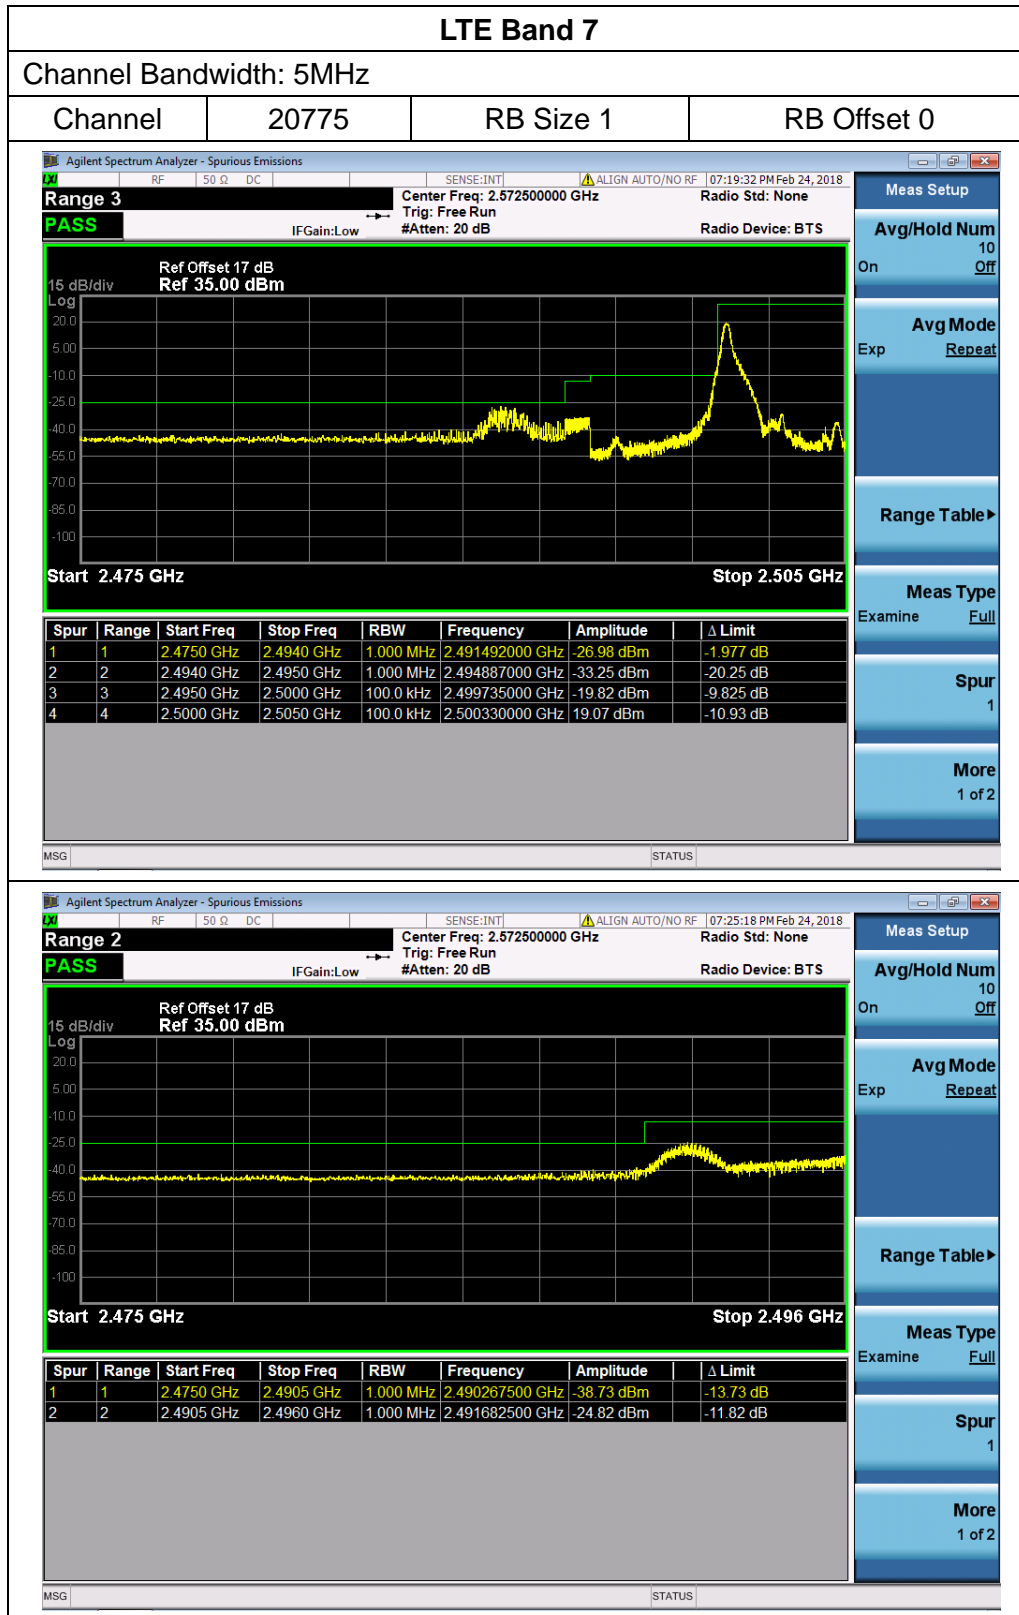 LTE Band 7
Channel Bandwidth: 5MHz
Channel 20775 RB Size 1 RB Offset 0
Agilent Spectrum Analyzer - Spurious Emissions
LXI RF 50 Ω DC SENSE:INT ALIGN AUTO/NO RF 07:19:32 PM Feb 24, 2018
Range 3 Center Freq: 2.572500000 GHz Radio Std: None
Trig: Free Run
PASS IFGain:Low #Atten: 20 dB Radio Device: BTS
Ref Offset 17 dB
15 dB/div Ref 35.00 dBm
Log
20.0
5.00
-10.0
-25.0
-40.0
-55.0
-70.0
-85.0
-100
Start 2.475 GHz Stop 2.505 GHz
Spur Range Start Freq Stop Freq RBW Frequency Amplitude Δ Limit
1 1 2.4750 GHz 2.4940 GHz 1.000 MHz 2.491492000 GHz -26.98 dBm -1.977 dB
2 2 2.4940 GHz 2.4950 GHz 1.000 MHz 2.494887000 GHz -33.25 dBm -20.25 dB
3 3 2.4950 GHz 2.5000 GHz 100.0 kHz 2.499735000 GHz -19.82 dBm -9.825 dB
4 4 2.5000 GHz 2.5050 GHz 100.0 kHz 2.500330000 GHz 19.07 dBm -10.93 dB
MSG STATUS
Meas Setup
Avg/Hold Num
10
On Off
Avg Mode
Exp Repeat
Range Table
Meas Type
Examine Full
Spur
1
More
1 of 2
Agilent Spectrum Analyzer - Spurious Emissions
LXI RF 50 Ω DC SENSE:INT ALIGN AUTO/NO RF 07:25:18 PM Feb 24, 2018
Range 2 Center Freq: 2.572500000 GHz Radio Std: None
Trig: Free Run
PASS IFGain:Low #Atten: 20 dB Radio Device: BTS
Ref Offset 17 dB
15 dB/div Ref 35.00 dBm
Log
20.0
5.00
-10.0
-25.0
-40.0
-55.0
-70.0
-85.0
-100
Start 2.475 GHz Stop 2.496 GHz
Spur Range Start Freq Stop Freq RBW Frequency Amplitude Δ Limit
1 1 2.4750 GHz 2.4905 GHz 1.000 MHz 2.490267500 GHz -38.73 dBm -13.73 dB
2 2 2.4905 GHz 2.4960 GHz 1.000 MHz 2.491682500 GHz -24.82 dBm -11.82 dB
MSG STATUS
Meas Setup
Avg/Hold Num
10
On Off
Avg Mode
Exp Repeat
Range Table
Meas Type
Examine Full
Spur
1
More
1 of 2